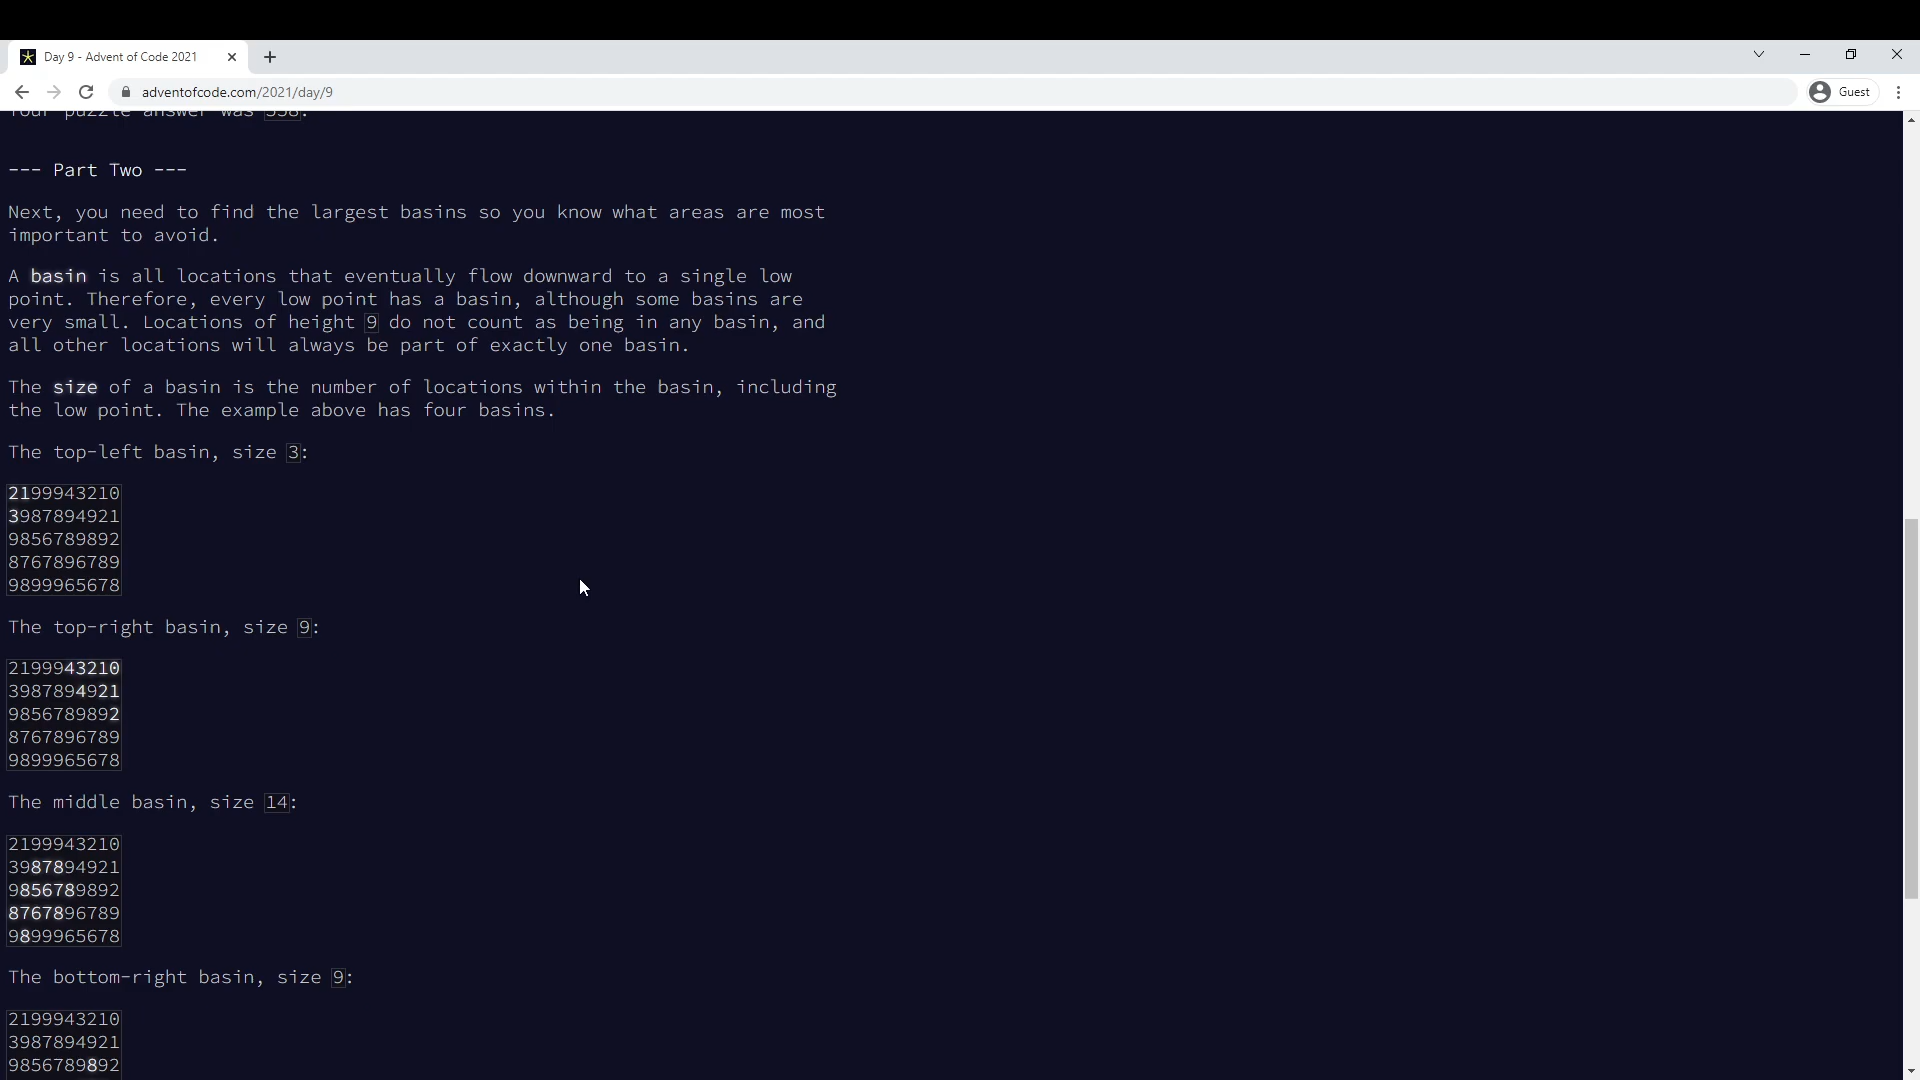 Day 9 - Advent of Code 2021
adventofcode.com/2021/day/9
Guest
Your puzzle answer was 558.
--- Part Two ---
Next, you need to find the largest basins so you know what areas are most
important to avoid.
A basin is all locations that eventually flow downward to a single low
point. Therefore, every low point has a basin, although some basins are
very small. Locations of height 9 do not count as being in any basin, and
all other locations will always be part of exactly one basin.
The size of a basin is the number of locations within the basin, including
the low point. The example above has four basins.
The top-left basin, size 3:
2199943210
3987894921
9856789892
8767896789
9899965678
The top-right basin, size 9:
2199943210
3987894921
9856789892
8767896789
9899965678
The middle basin, size 14:
2199943210
3987894921
9856789892
8767896789
9899965678
The bottom-right basin, size 9:
2199943210
3987894921
9856789892